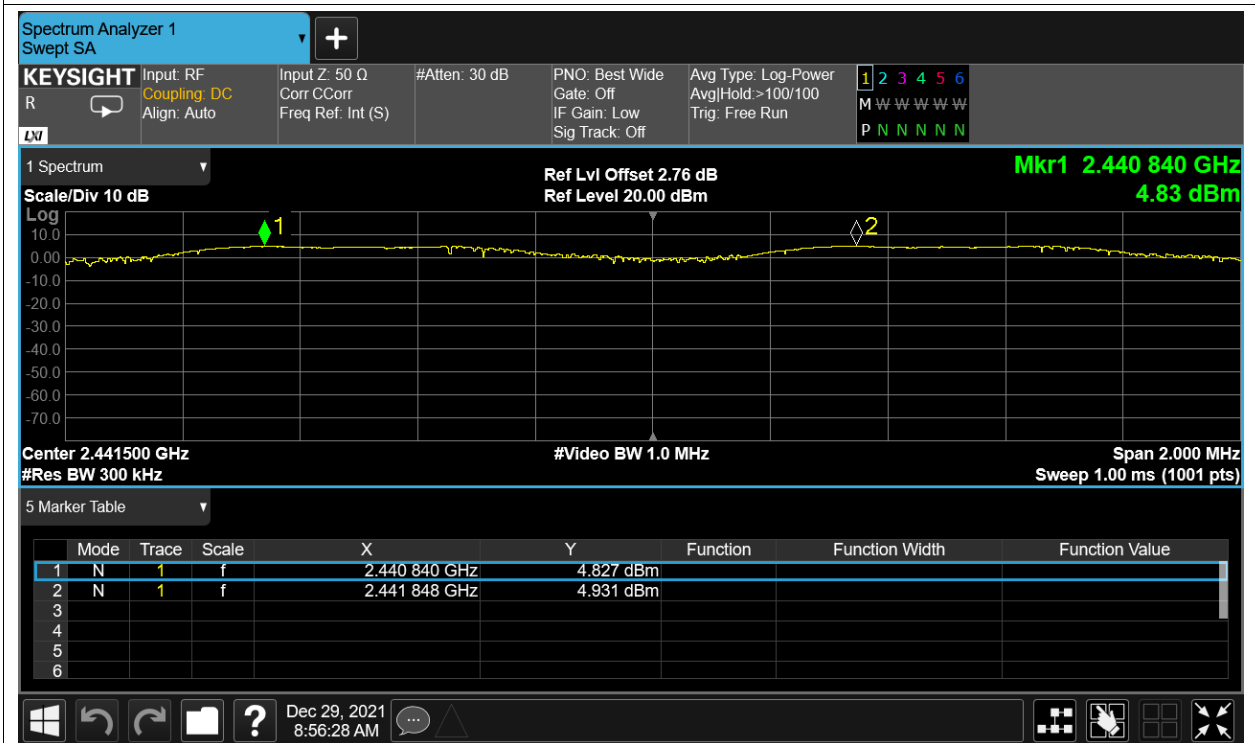 Spectrum Analyzer 1
Swept SA
KEYSIGHT Input: RF Input Z: 50 Ω #Atten: 30 dB PNO: Best Wide Avg Type: Log-Power 1 2 3 4 5 6
R Coupling: DC Corr CCorr Gate: Off Avg|Hold:>100/100 M W W W W W
Align: Auto Freq Ref: Int (S) IF Gain: Low Trig: Free Run
LXI Sig Track: Off P N N N N N
1 Spectrum Ref Lvl Offset 2.76 dB Mkr1 2.440 840 GHz
Scale/Div 10 dB Ref Level 20.00 dBm 4.83 dBm
Log
1 2
10.0
0.00
-10.0
-20.0
-30.0
-40.0
-50.0
-60.0
-70.0
Center 2.441500 GHz #Video BW 1.0 MHz Span 2.000 MHz
#Res BW 300 kHz Sweep 1.00 ms (1001 pts)
5 Marker Table
Mode Trace Scale X Y Function Function Width Function Value
1 N 1 f 2.440 840 GHz 4.827 dBm
2 N 1 f 2.441 848 GHz 4.931 dBm
3
4
5
6
? Dec 29, 2021
8:56:28 AM